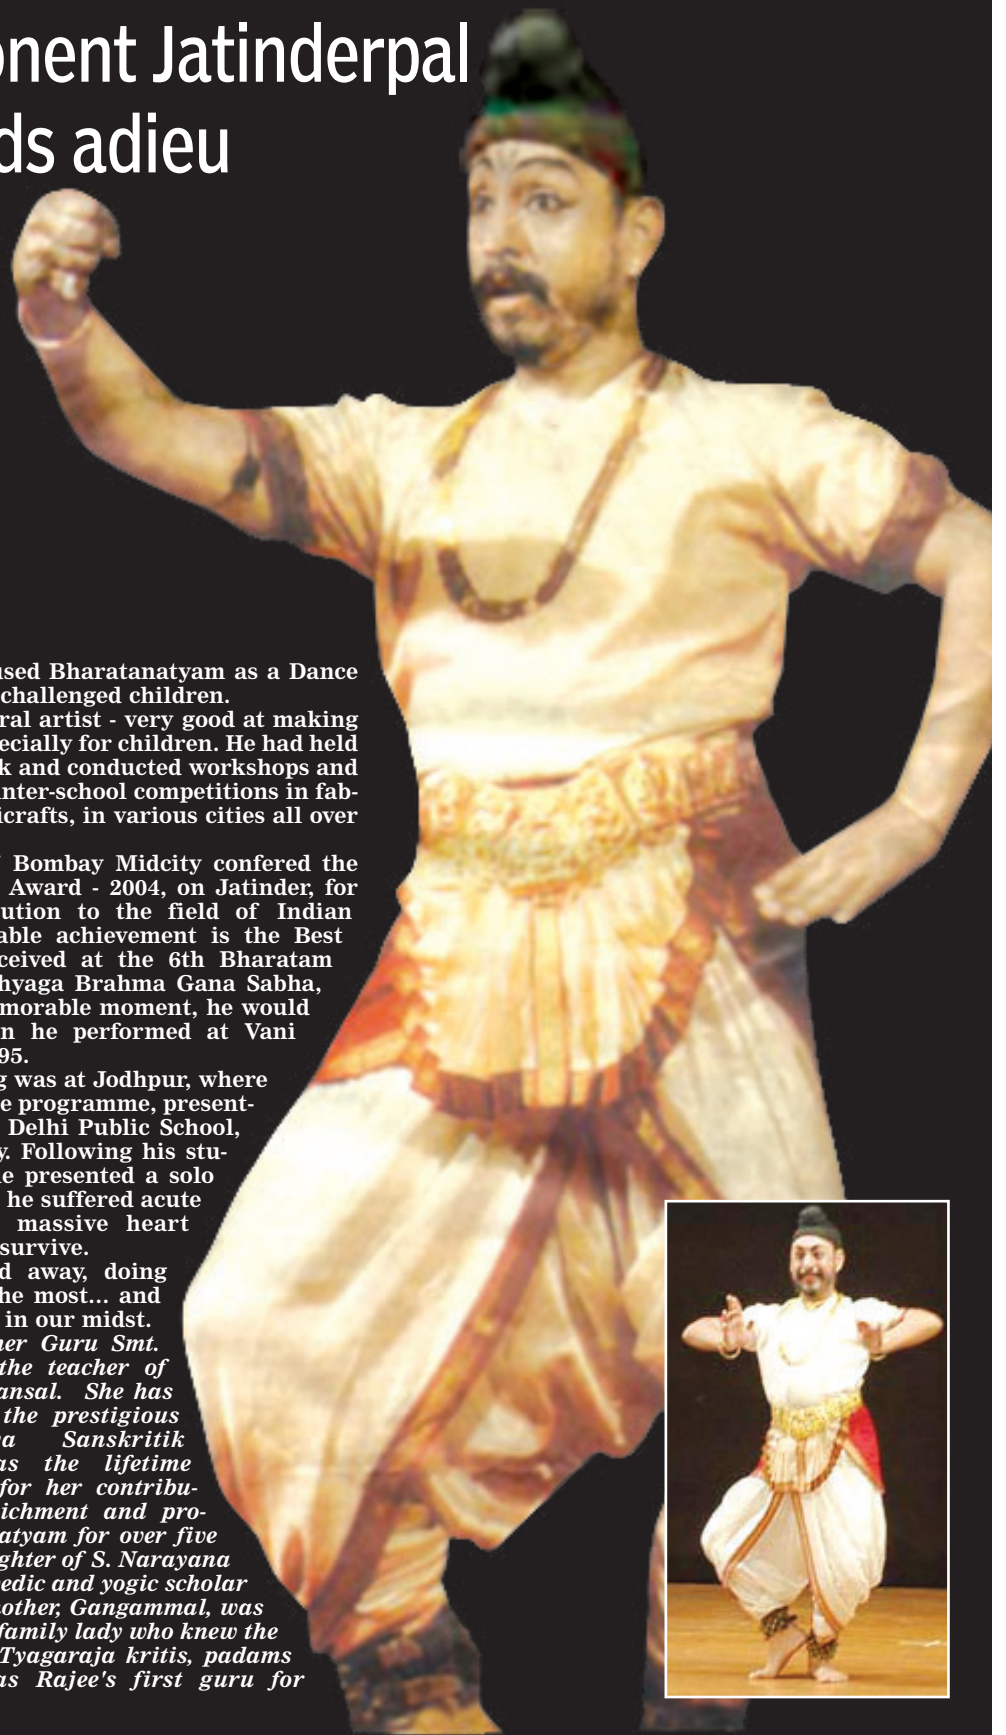 onent Jatinderpal
ds adieu
used Bharatanatyam as a Dance
challenged children.
ral artist - very good at making
ecially for children. He had held
k and conducted workshops and
inter-school competitions in fab-
icrafts, in various cities all over
Bombay Midcity confered the
Award - 2004, on Jatinder, for
ution to the field of Indian
able achievement is the Best
ceived at the 6th Bharatam
hyaga Brahma Gana Sabha,
morable moment, he would
n he performed at Vani
95.
g was at Jodhpur, where
e programme, present-
Delhi Public School,
y. Following his stu-
e presented a solo
he suffered acute
massive heart
survive.
d away, doing
he most... and
in our midst.
her Guru Smt.
the teacher of
ansal. She has
the prestigious
a Sanskritik
as the lifetime
for her contribu-
ichment and pro-
atyam for over five
ghter of S. Narayana
edic and yogic scholar
other, Gangammal, was
family lady who knew the
Tyagaraja kritis, padams
as Rajee's first guru for